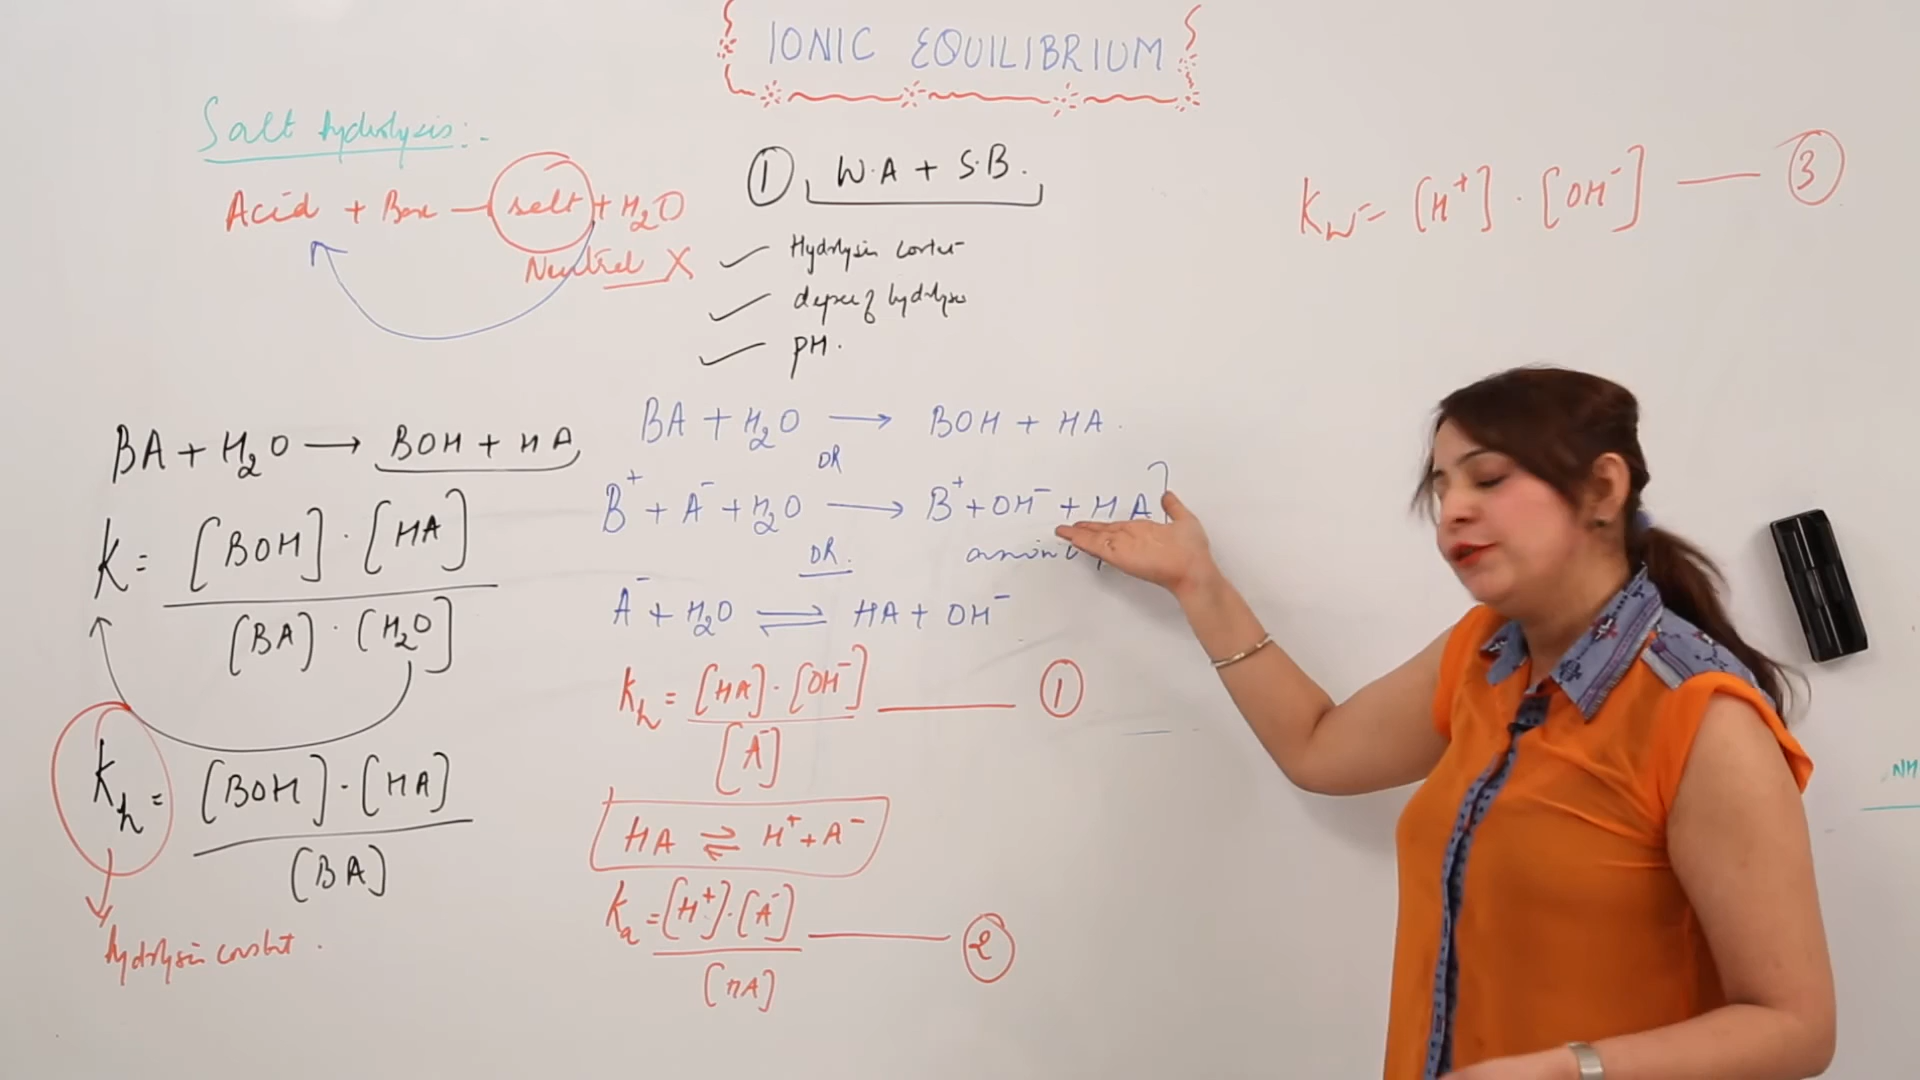 IONIC EQUILIBRIUM
Salt hydrolysis:-
Acid + Base — salt + H₂O
Neutral X
① W.A + S.B.
✓ Hydrolysis
✓ degree of hydrolysis
✓ pH.
K_w = [H⁺] · [OH⁻] — ③
BA + H₂O → BOH + HA
K = [BOH] · [HA]
[BA] · [H₂O]
K_h = [BOH] · [HA]
[BA]
hydrolysis constant.
BA + H₂O → BOH + HA.
OR
B⁺ + A⁻ + H₂O → B⁺ + OH⁻ + HA]
OR.
A⁻ + H₂O ⇌ HA + OH⁻
K_h = [HA] · [OH⁻] — ①
[A⁻]
HA ⇌ H⁺ + A⁻
K_a = [H⁺] · [A⁻] — ②
[HA]
NH